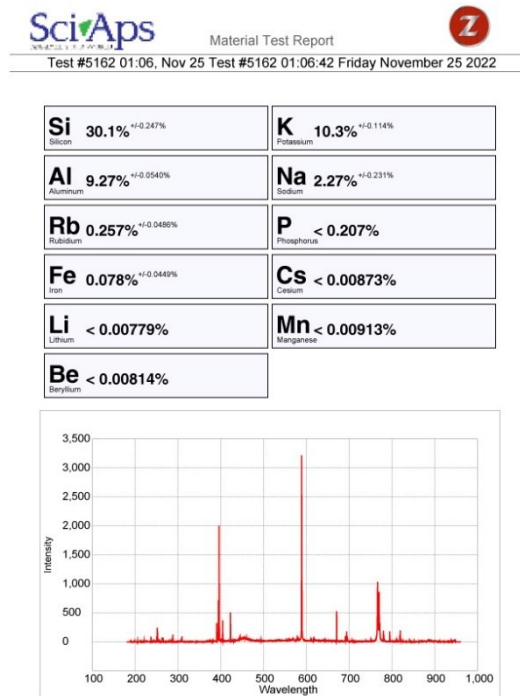 SciAps
Material Test Report
Z
Test #5162 01:06, Nov 25 Test #5162 01:06:42 Friday November 25 2022
Si 30.1% +/-0.247%
Silicon
K 10.3% +/-0.114%
Potassium
Al 9.27% +/-0.0540%
Aluminum
Na 2.27% +/-0.231%
Sodium
Rb 0.257% +/-0.0486%
Rubidium
P < 0.207%
Phosphorus
Fe 0.078% +/-0.0449%
Iron
Cs < 0.00873%
Cesium
Li < 0.00779%
Lithium
Mn < 0.00913%
Manganese
Be < 0.00814%
Beryllium
3,500
3,000
2,500
2,000
1,500
1,000
500
0
Intensity
100 200 300 400 500 600 700 800 900 1,000
Wavelength